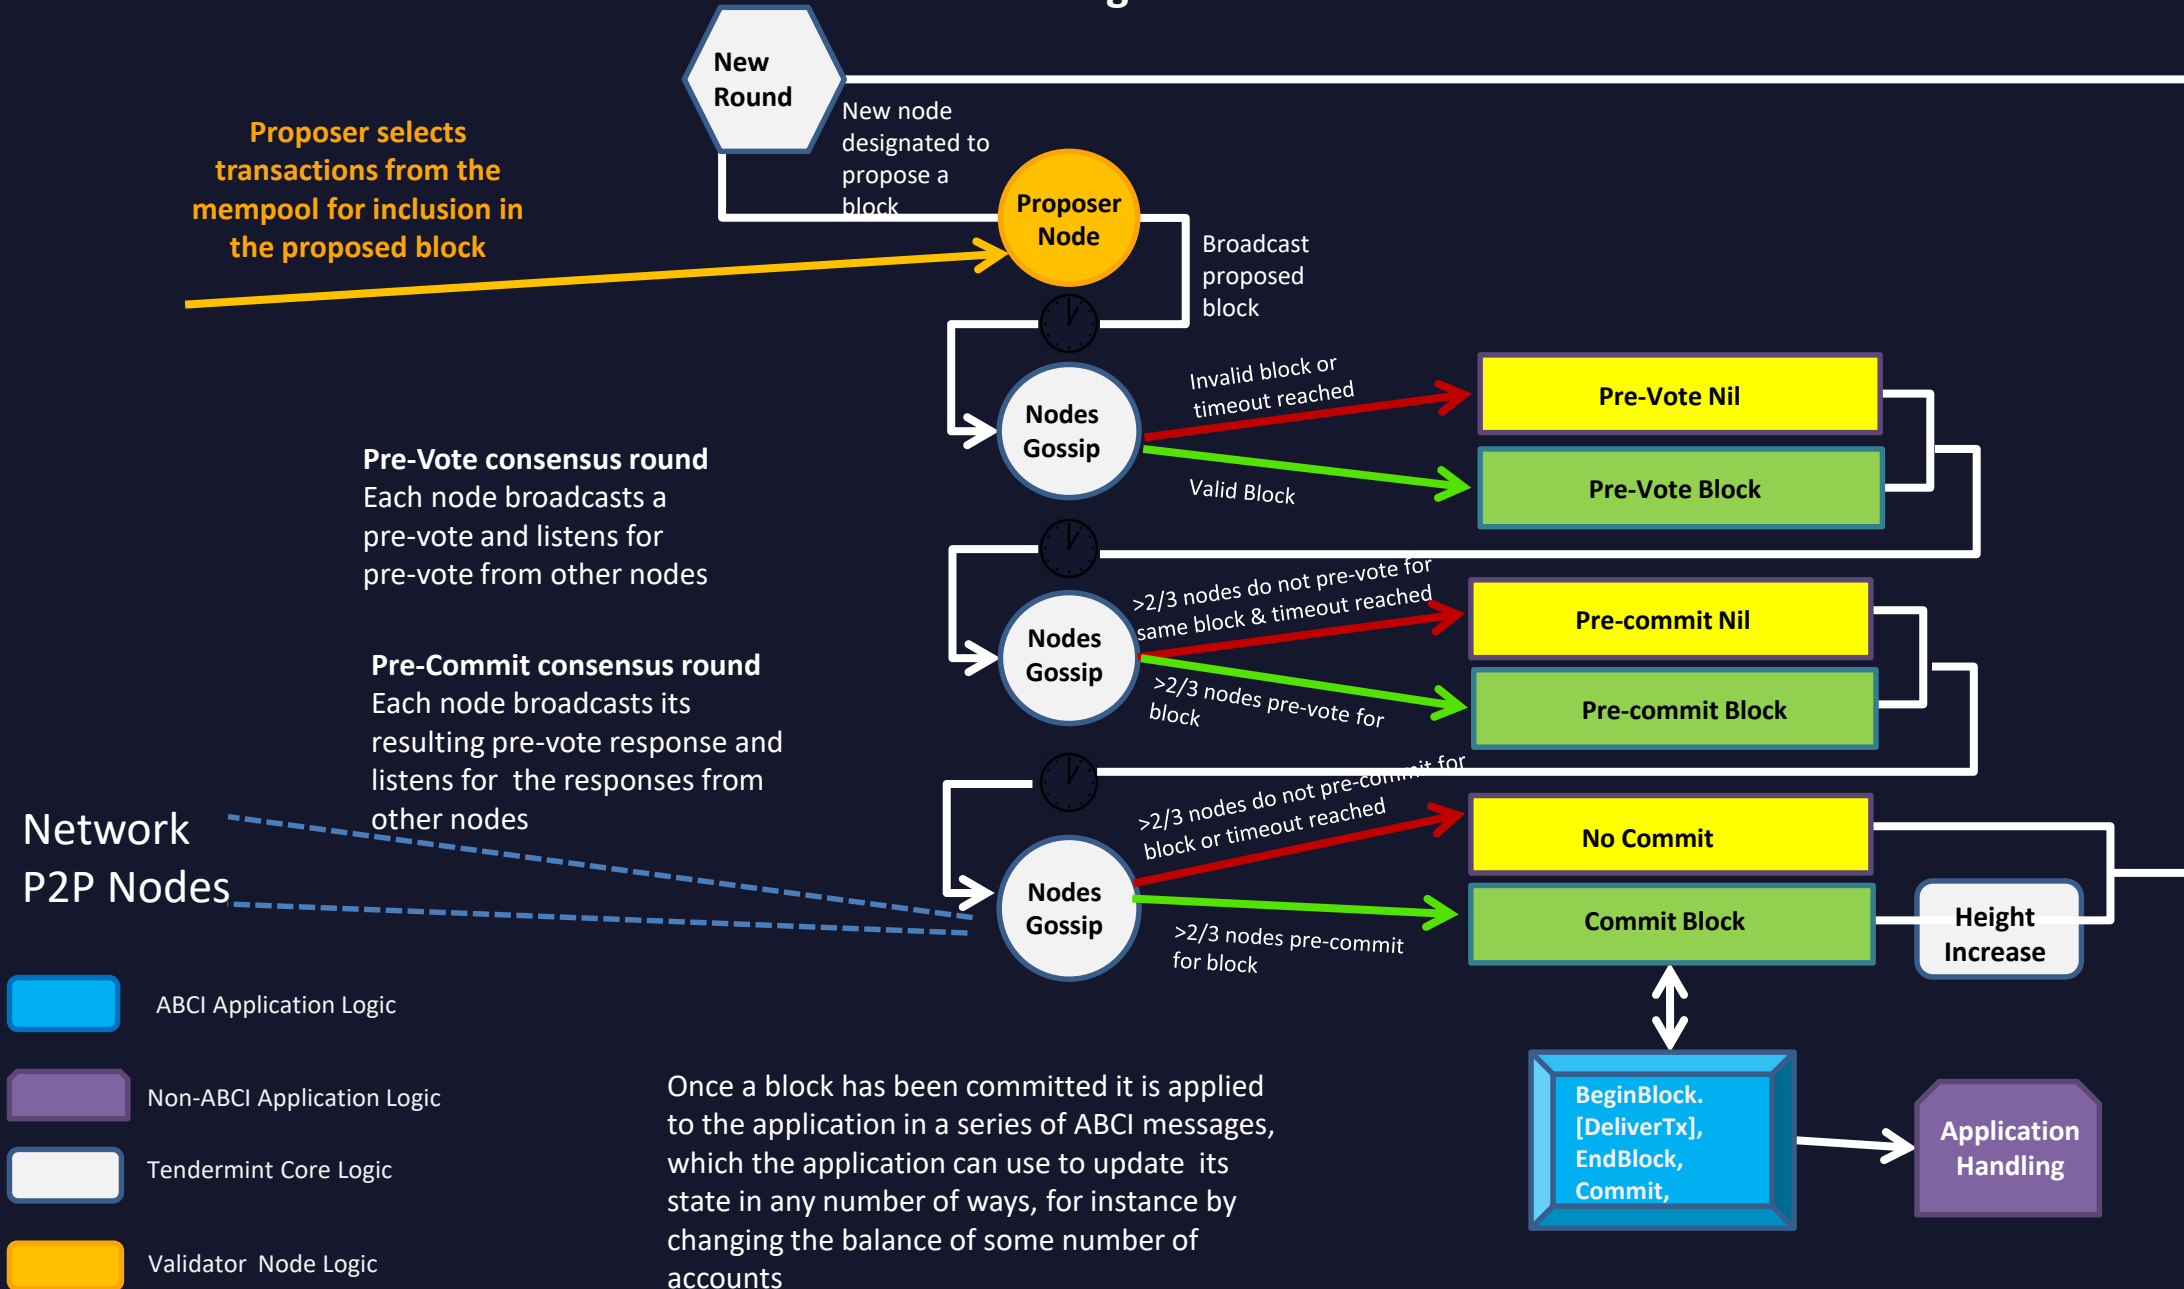 New
Round
New node
designated to
propose a
block
Proposer selects
transactions from the
mempool for inclusion in
the proposed block
Proposer
Node
Broadcast
proposed
block
Nodes
Gossip
Invalid block or
timeout reached
Valid Block
Pre-Vote Nil
Pre-Vote Block
Pre-Vote consensus round
Each node broadcasts a
pre-vote and listens for
pre-vote from other nodes
Nodes
Gossip
>2/3 nodes do not pre-vote for
same block & timeout reached
>2/3 nodes pre-vote for
block
Pre-commit Nil
Pre-commit Block
Pre-Commit consensus round
Each node broadcasts its
resulting pre-vote response and
listens for the responses from
other nodes
Network
P2P Nodes
Nodes
Gossip
>2/3 nodes do not pre-commit for
block or timeout reached
>2/3 nodes pre-commit
for block
No Commit
Commit Block
Height
Increase
ABCI Application Logic
Non-ABCI Application Logic
Tendermint Core Logic
Validator Node Logic
Once a block has been committed it is applied
to the application in a series of ABCI messages,
which the application can use to update its
state in any number of ways, for instance by
changing the balance of some number of
accounts
BeginBlock.
[DeliverTx],
EndBlock,
Commit,
Application
Handling